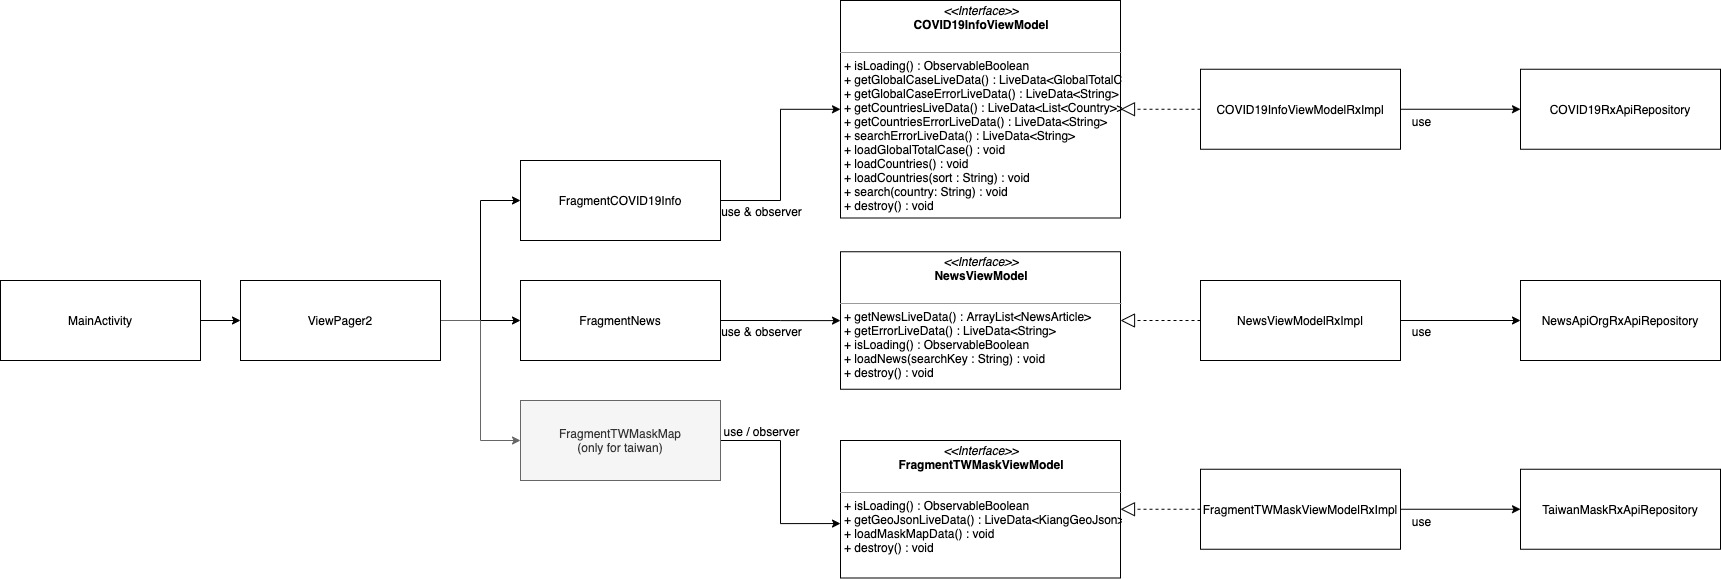 MainActivity
ViewPager2
FragmentCOVID19Info
use & observer
FragmentNews
use & observer
FragmentTWMaskMap
(only for taiwan)
use / observer
<<Interface>>
COVID19InfoViewModel
+ isLoading() : ObservableBoolean
+ getGlobalCaseLiveData() : LiveData<GlobalTotalC
+ getGlobalCaseErrorLiveData() : LiveData<String>
+ getCountriesLiveData() : LiveData<List<Country>>
+ getCountriesErrorLiveData() : LiveData<String>
+ searchErrorLiveData() : LiveData<String>
+ loadGlobalTotalCase() : void
+ loadCountries() : void
+ loadCountries(sort : String) : void
+ search(country: String) : void
+ destroy() : void
COVID19InfoViewModelRxImpl
use
COVID19RxApiRepository
<<Interface>>
NewsViewModel
+ getNewsLiveData() : ArrayList<NewsArticle>
+ getErrorLiveData() : LiveData<String>
+ isLoading() : ObservableBoolean
+ loadNews(searchKey : String) : void
+ destroy() : void
NewsViewModelRxImpl
use
NewsApiOrgRxApiRepository
<<Interface>>
FragmentTWMaskViewModel
+ isLoading() : ObservableBoolean
+ getGeoJsonLiveData() : LiveData<KiangGeoJson>
+ loadMaskMapData() : void
+ destroy() : void
FragmentTWMaskViewModelRxImpl
use
TaiwanMaskRxApiRepository